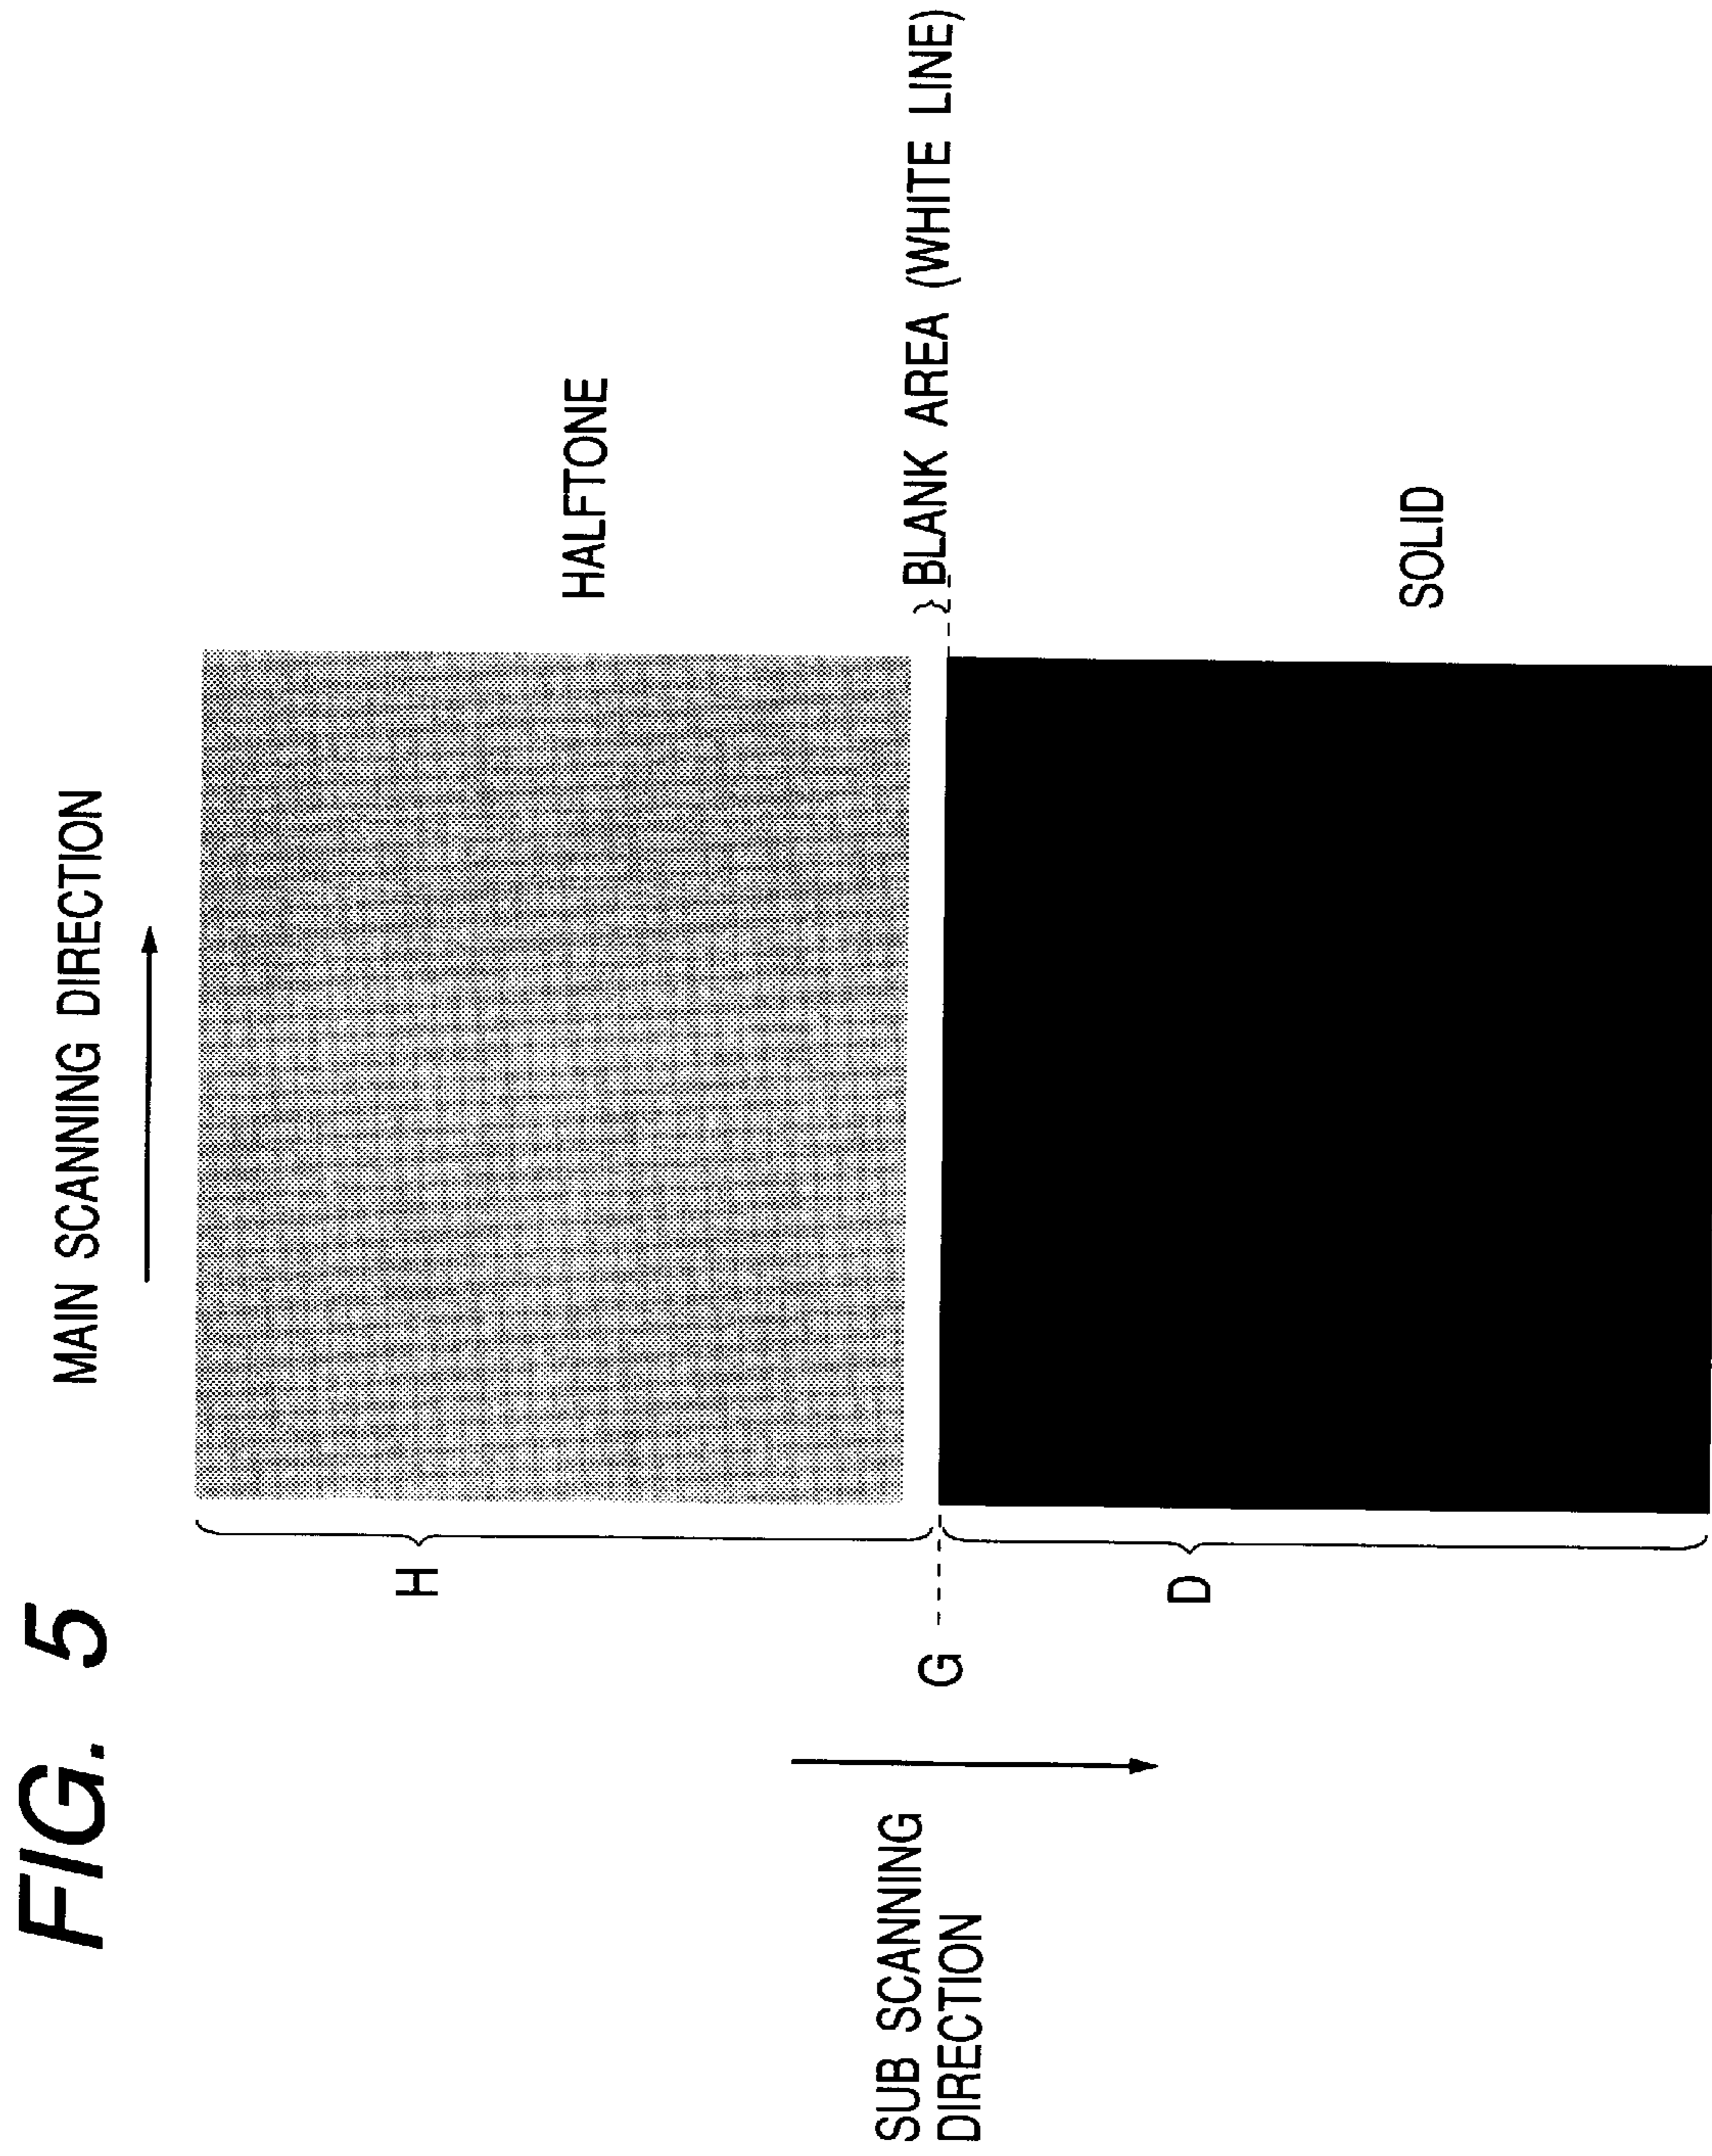 FIG. 5
MAIN SCANNING DIRECTION
H
HALFTONE
SUB SCANNING
DIRECTION
G
BLANK AREA (WHITE LINE)
D
SOLID